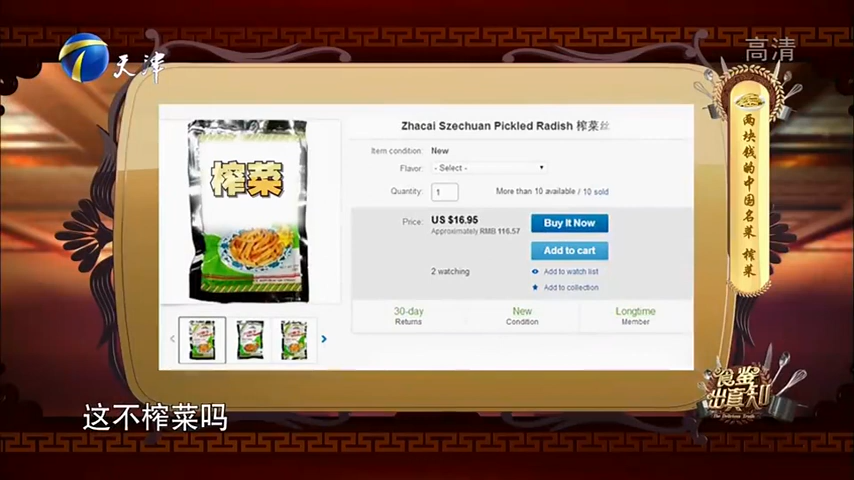 天津
高清
两块钱的中国名菜 榨菜
榨菜
Zhacai Szechuan Pickled Radish 榨菜丝
Item condition: New
Flavor: - Select -
Quantity: 1
More than 10 available / 10 sold
Price: US $16.95
Approximately RMB 116.57
Buy It Now
Add to cart
2 watching
Add to watch list
Add to collection
30-day
Returns
New
Condition
Longtime
Member
食鉴
出真知
这不榨菜吗